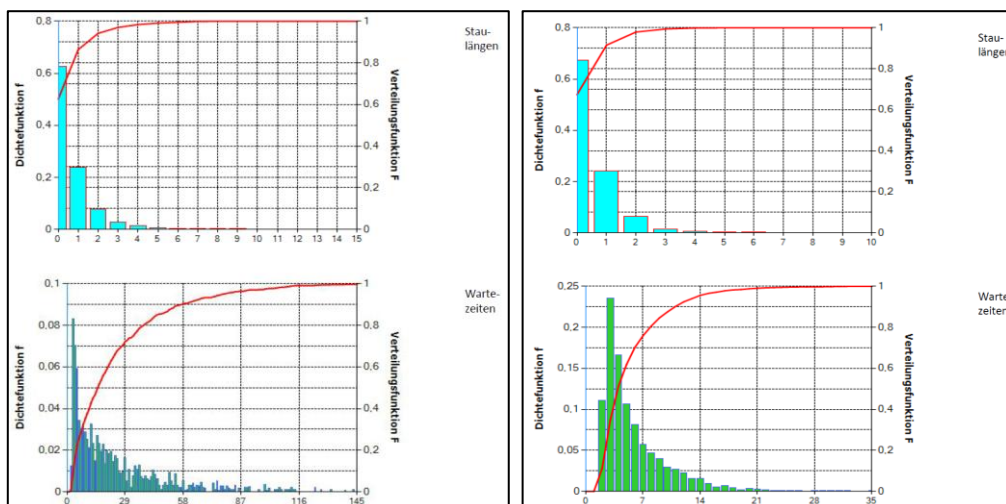 0,8
0,6
0,4
0,2
0
1
0,8
0,6
0,4
0,2
0
0 1 2 3 4 5 6 7 8 9 10 11 12 13 14 15
Dichtefunktion f
Verteilungsfunktion F
Stau-
längen
0,1
0,08
0,06
0,04
0,02
0
1
0,8
0,6
0,4
0,2
0
0 29 58 87 116 145
Dichtefunktion f
Verteilungsfunktion F
Warte-
zeiten
0,8
0,6
0,4
0,2
0
1
0,8
0,6
0,4
0,2
0
0 1 2 3 4 5 6 7 8 9 10
Dichtefunktion f
Verteilungsfunktion F
Stau-
längen
0,25
0,2
0,15
0,1
0,05
0
1
0,8
0,6
0,4
0,2
0
0 7 14 21 28 35
Dichtefunktion f
Verteilungsfunktion F
Warte-
zeiten